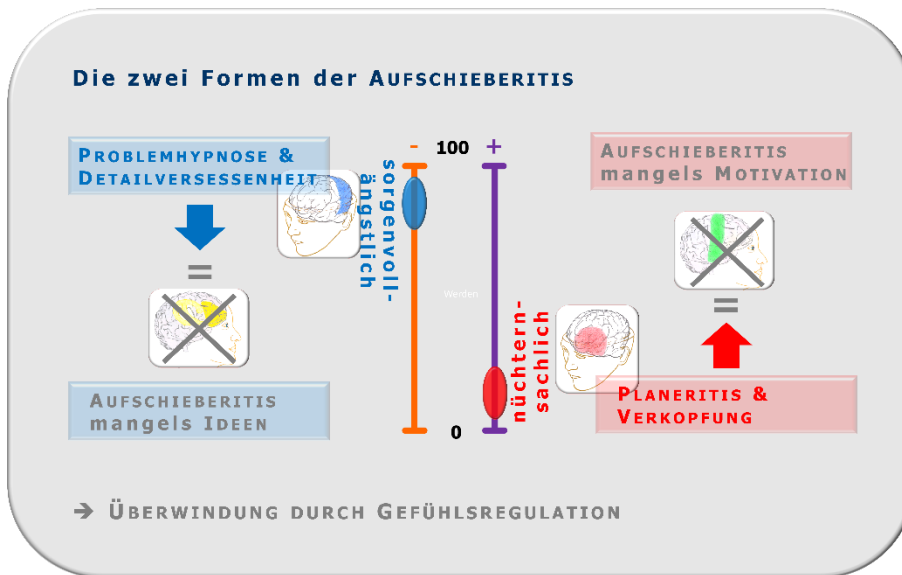 Die zwei Formen der AUFSCHIEBERITIS
PROBLEMHYPNOSE &
DETAILVERSESSENHEIT
=
AUFSCHIEBERITIS
mangels IDEEN
- 100 +
sorgenvoll-
ängstlich
Werden
nüchtern-
sachlich
0
AUFSCHIEBERITIS
mangels MOTIVATION
=
PLANERITIS &
VERKOPFUNG
→ ÜBERWINDUNG DURCH GEFÜHLSREGULATION